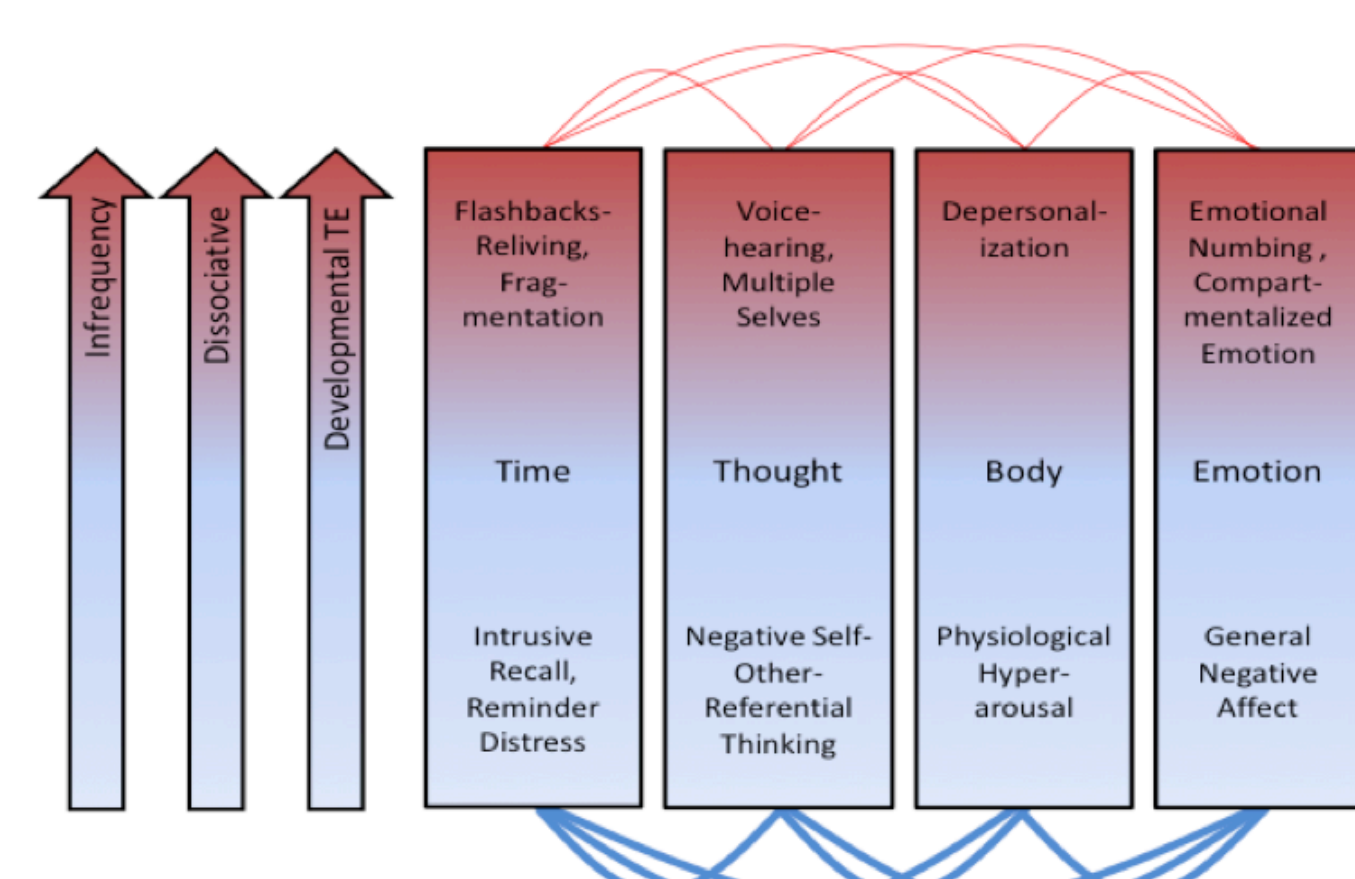 Infrequency
Dissociative
Developmental TE
Flashbacks-
Reliving,
Frag-
mentation
Time
Intrusive
Recall,
Reminder
Distress
Voice-
hearing,
Multiple
Selves
Thought
Negative Self-
Other-
Referential
Thinking
Depersonal-
ization
Body
Physiological
Hyper-
arousal
Emotional
Numbing ,
Compart-
mentalized
Emotion
Emotion
General
Negative
Affect